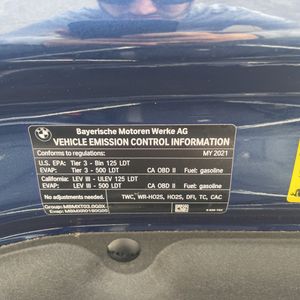 Bayerische Motoren Werke AG
VEHICLE EMISSION CONTROL INFORMATION
Conforms to regulations: MY 2021
U.S. EPA: Tier 3 - Bin 125 LDT
EVAP: Tier 3 - 500 LDT CA OBD II Fuel: gasoline
California: LEV III - ULEV 125 LDT
EVAP: LEV III - 500 LDT CA OBD II Fuel: gasoline
No adjustments needed. TWC, WR-HO2S, HO2S, DFI, TC, CAC
Group:
Evap: